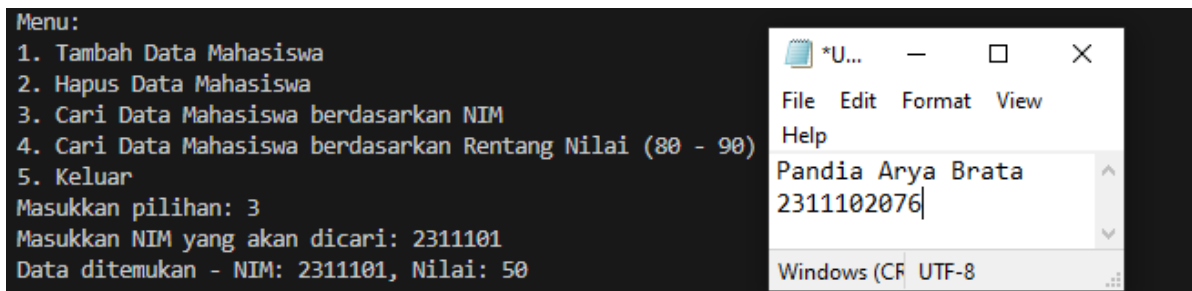 Menu:
1. Tambah Data Mahasiswa
2. Hapus Data Mahasiswa
3. Cari Data Mahasiswa berdasarkan NIM
4. Cari Data Mahasiswa berdasarkan Rentang Nilai (80 - 90)
5. Keluar
Masukkan pilihan: 3
Masukkan NIM yang akan dicari: 2311101
Data ditemukan - NIM: 2311101, Nilai: 50
*U...
File Edit Format View
Help
Pandia Arya Brata
2311102076
Windows (CR UTF-8